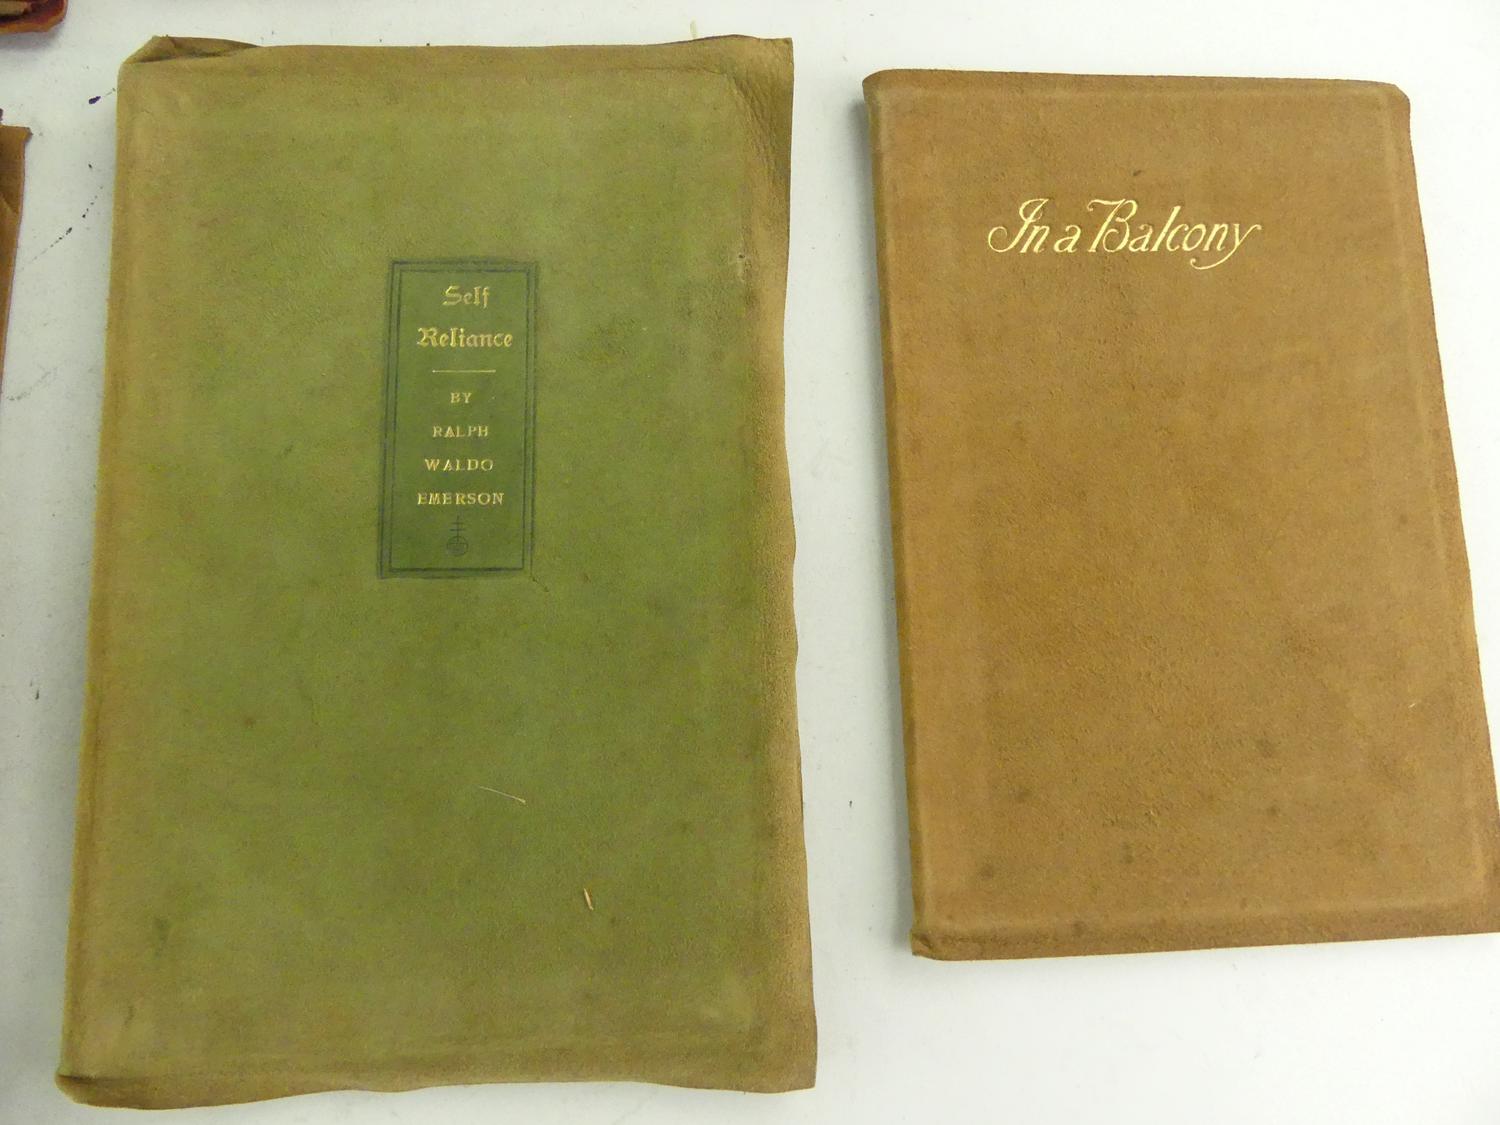 Self
Reliance
BY
RALPH
WALDO
EMERSON
In a Balcony